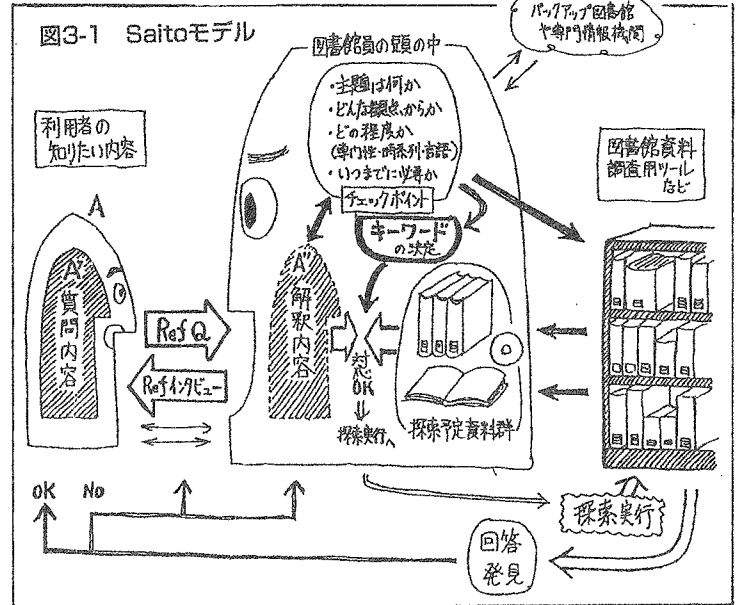 図3-1 Saitoモデル
バックアップ図書館
や専門情報機関
図書館員の頭の中
・主題は何か
・どんな観点からか
・どの程度か
(専門性・時系列・言語)
・いつまでに必要か
チェックポイント
利用者の
知りたい内容
図書館資料
調査用ツール
など
A
キーワード
の決定
A'
質問内容
A"
解釈内容
Ref Q
Refインタビュー
対応
OK
探索実行へ
探索予定資料群
OK
No
探索実行
回答
発見